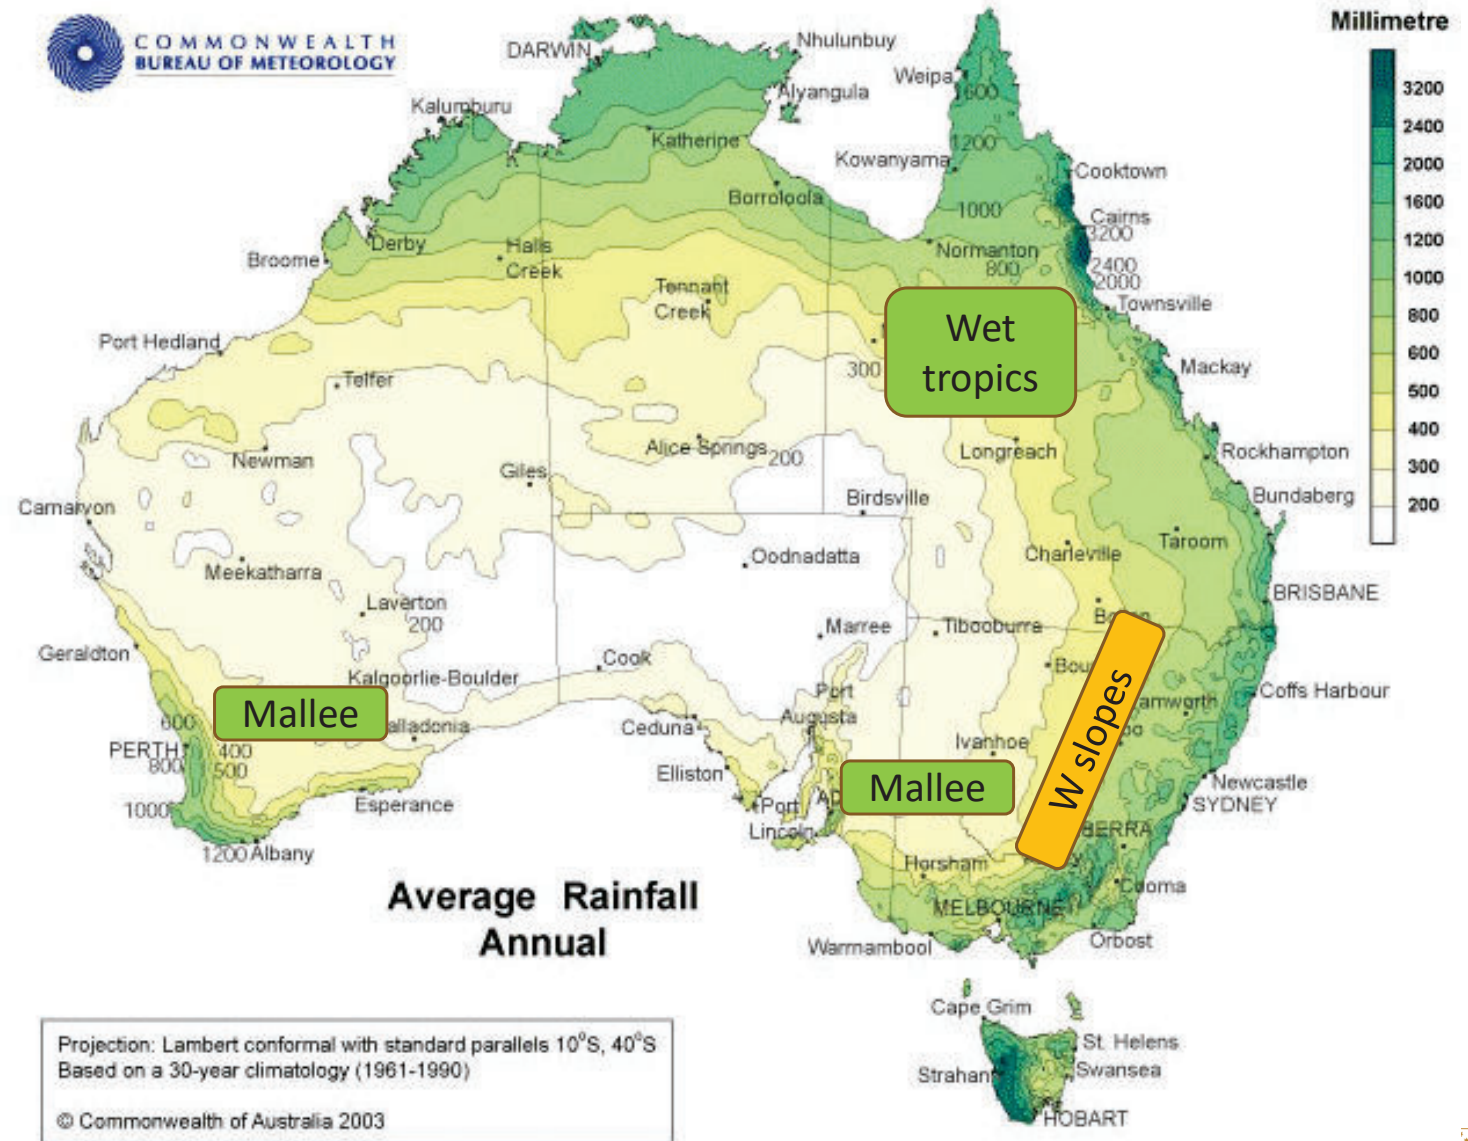 COMMONWEALTH
BUREAU OF METEOROLOGY
Millimetre
3200
2400
2000
1600
1200
1000
800
600
500
400
300
200
DARWIN
Nhulunbuy
Weipa
1600
Alyangula
Kalumburu
Katherine
1200
Kowanyama
Cooktown
Borroloola
1000
Cairns
3200
Derby
Halls
Creek
Normanton
800
2400
2000
Broome
Tennant
Creek
Townsville
Wet
tropics
Port Hedland
300
Mackay
Telfer
Newman
Alice Springs
200
Longreach
Rockhampton
Giles
Birdsville
Bundaberg
Carnarvon
Taroom
Charleville
Oodnadatta
Meekatharra
BRISBANE
Laverton
200
Marree
Tibooburra
Geraldton
Cook
Kalgoorlie-Boulder
Port
Augusta
Coffs Harbour
amworth
W slopes
Mallee
600
alladonia
Ceduna
PERTH
400
800
500
Ivanhoe
Elliston
Mallee
Newcastle
SYDNEY
1000
Esperance
Port
Lincoln
AD
BERRA
1200
Albany
Horsham
Cooma
MELBOURNE
Orbost
Warrnambool
Average Rainfall
Annual
Cape Grim
St. Helens
Strahan
Swansea
HOBART
Projection: Lambert conformal with standard parallels 10°S, 40°S
Based on a 30-year climatology (1961-1990)
© Commonwealth of Australia 2003